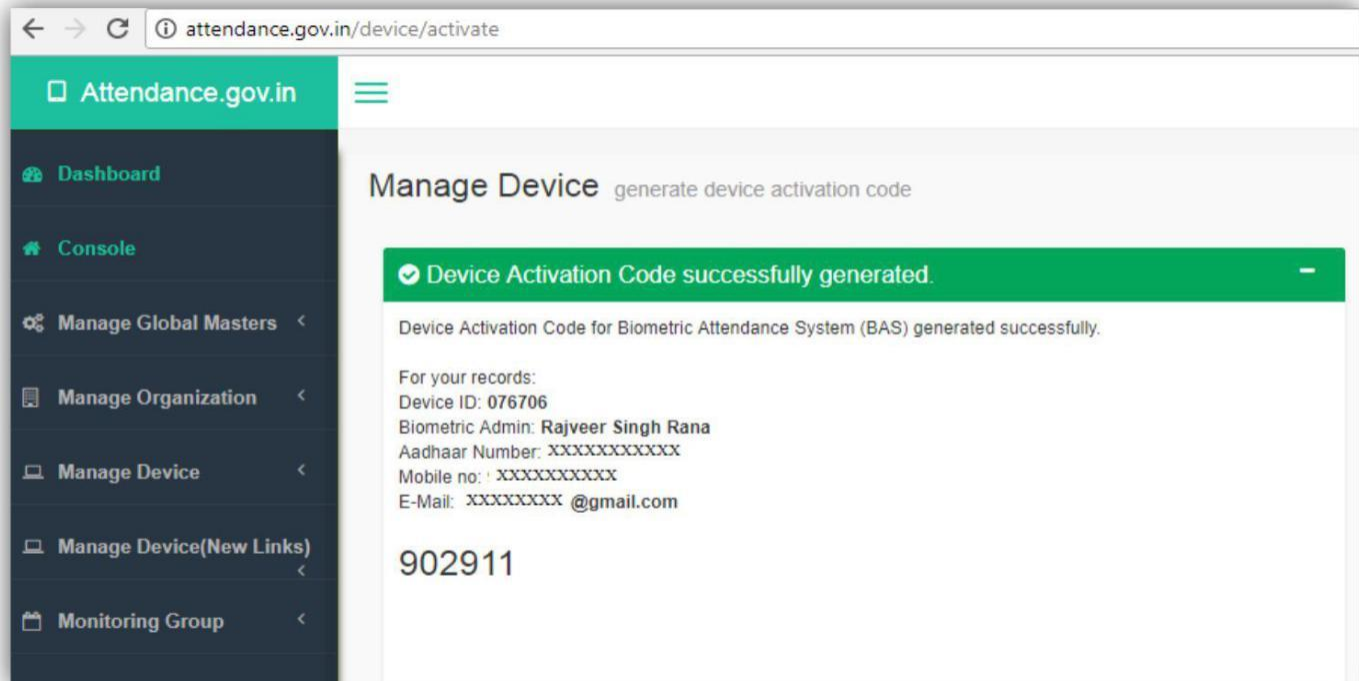 attendance.gov.in/device/activate
Attendance.gov.in
Dashboard
Console
Manage Global Masters
Manage Organization
Manage Device
Manage Device(New Links)
Monitoring Group
Manage Device generate device activation code
Device Activation Code successfully generated.
Device Activation Code for Biometric Attendance System (BAS) generated successfully.
For your records:
Device ID: 076706
Biometric Admin: Rajveer Singh Rana
Aadhaar Number: XXXXXXXXXXX
Mobile no: XXXXXXXXXX
E-Mail: XXXXXXXX @gmail.com
902911